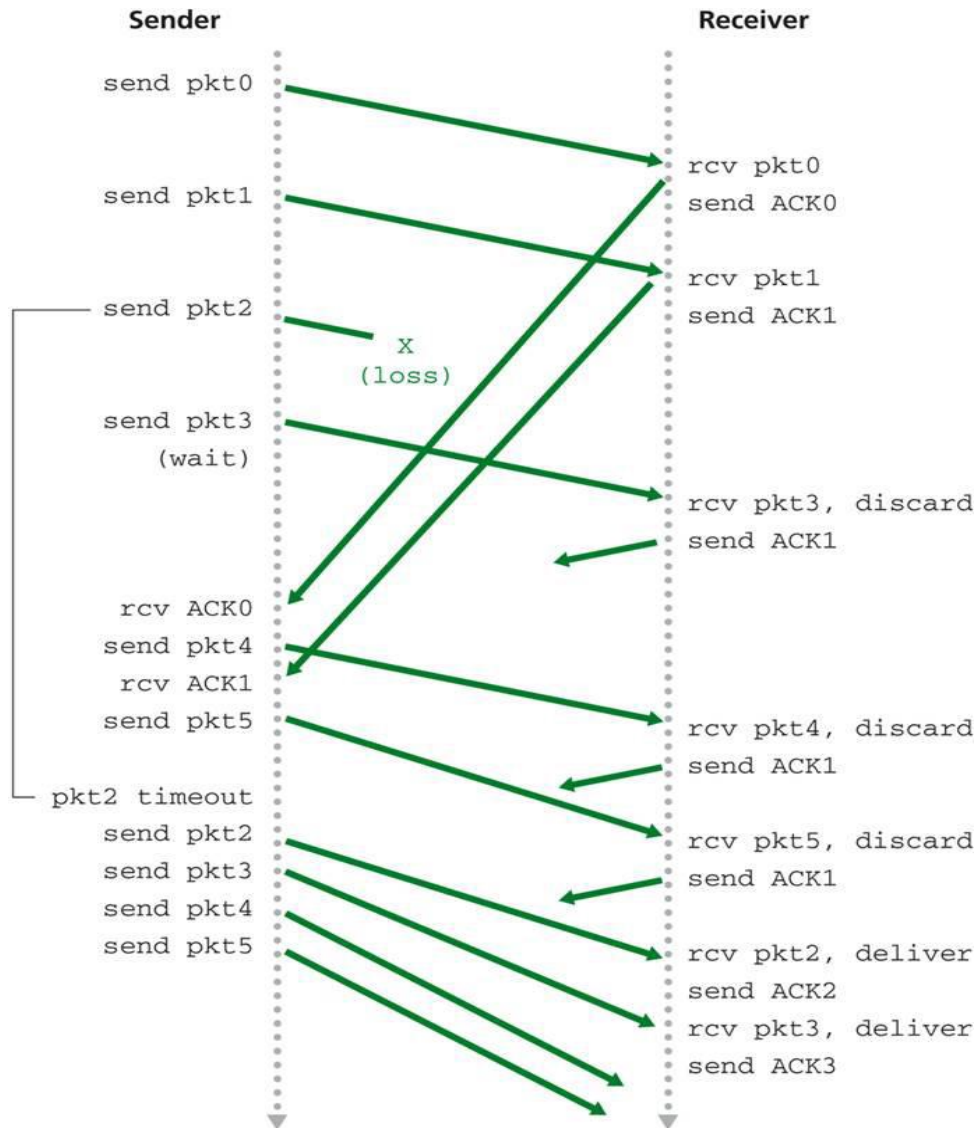 Sender
Receiver
send pkt0
rcv pkt0
send ACK0
send pkt1
rcv pkt1
send ACK1
send pkt2
X
(loss)
send pkt3
(wait)
rcv pkt3, discard
send ACK1
rcv ACK0
send pkt4
rcv ACK1
send pkt5
rcv pkt4, discard
send ACK1
pkt2 timeout
send pkt2
send pkt3
send pkt4
send pkt5
rcv pkt5, discard
send ACK1
rcv pkt2, deliver
send ACK2
rcv pkt3, deliver
send ACK3